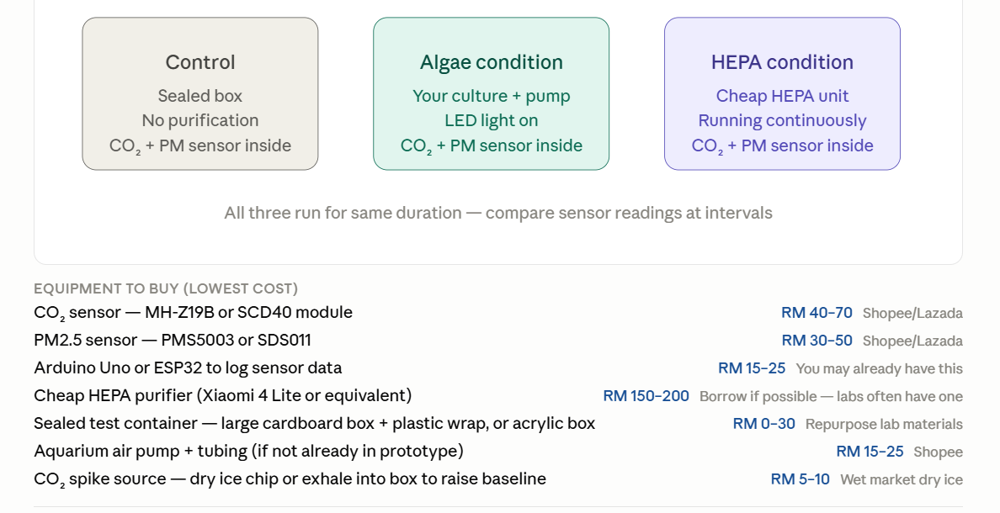 Control
Sealed box
No purification
CO₂ + PM sensor inside
Algae condition
Your culture + pump
LED light on
CO₂ + PM sensor inside
HEPA condition
Cheap HEPA unit
Running continuously
CO₂ + PM sensor inside
All three run for same duration — compare sensor readings at intervals
EQUIPMENT TO BUY (LOWEST COST)
CO₂ sensor — MH-Z19B or SCD40 module RM 40–70 Shopee/Lazada
PM2.5 sensor — PMS5003 or SDS011 RM 30–50 Shopee/Lazada
Arduino Uno or ESP32 to log sensor data RM 15–25 You may already have this
Cheap HEPA purifier (Xiaomi 4 Lite or equivalent) RM 150–200 Borrow if possible — labs often have one
Sealed test container — large cardboard box + plastic wrap, or acrylic box RM 0–30 Repurpose lab materials
Aquarium air pump + tubing (if not already in prototype) RM 15–25 Shopee
CO₂ spike source — dry ice chip or exhale into box to raise baseline RM 5–10 Wet market dry ice